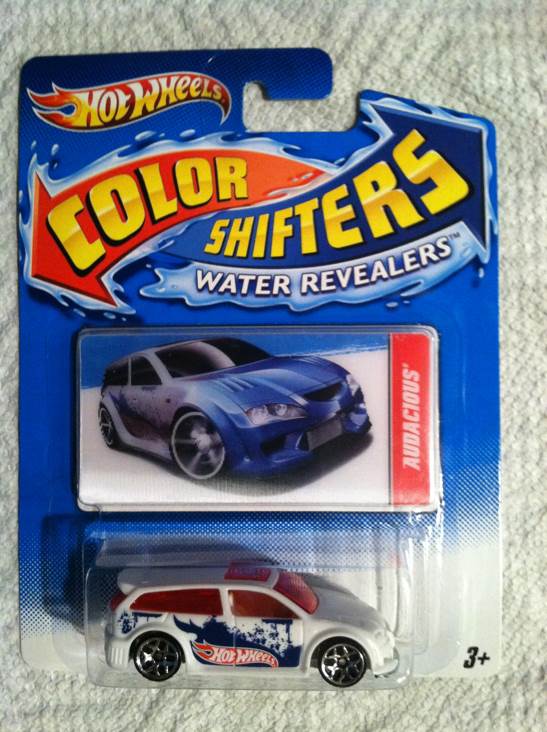 HOT WHEELS
COLOR
SHIFTERS
WATER REVEALERS™
AUDACIOUS'
HOT WHEELS
3+